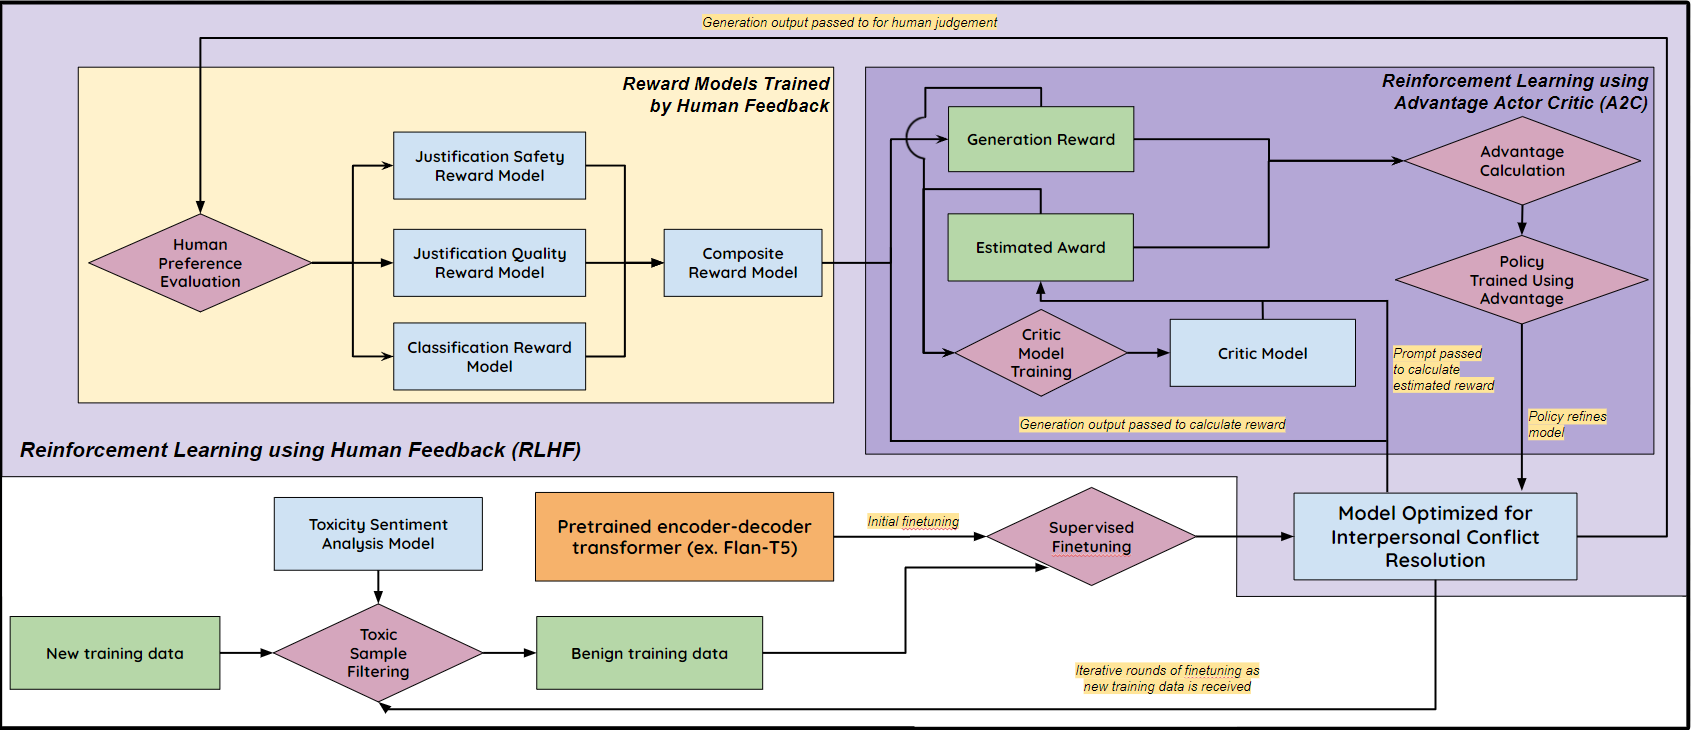 Generation output passed to for human judgement
Reward Models Trained
by Human Feedback
Reinforcement Learning using
Advantage Actor Critic (A2C)
Justification Safety
Reward Model
Generation Reward
Advantage
Calculation
Human
Preference
Evaluation
Justification Quality
Reward Model
Composite
Reward Model
Estimated Award
Policy
Trained Using
Advantage
Classification Reward
Model
Critic
Model
Training
Critic Model
Prompt passed
to calculate
estimated reward
Generation output passed to calculate reward
Policy refines
model
Reinforcement Learning using Human Feedback (RLHF)
Toxicity Sentiment
Analysis Model
Pretrained encoder-decoder
transformer (ex. Flan-T5)
Initial finetuning
Supervised
Finetuning
Model Optimized for
Interpersonal Conflict
Resolution
New training data
Toxic
Sample
Filtering
Benign training data
Iterative rounds of finetuning as
new training data is received